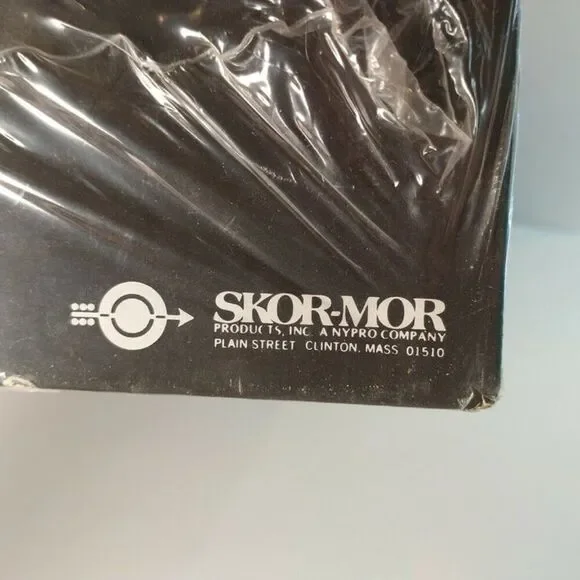 SKOR-MOR
PRODUCTS, INC. A NYPRO COMPANY
PLAIN STREET CLINTON, MASS 01510